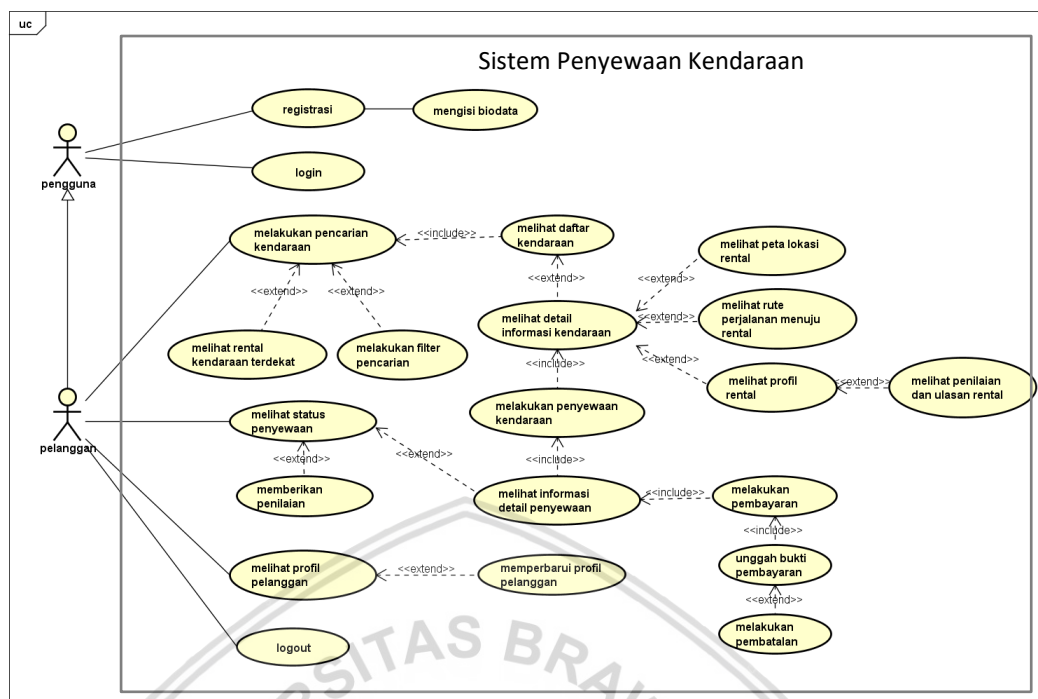 uc
Sistem Penyewaan Kendaraan
registrasi
mengisi biodata
pengguna
login
melakukan pencarian
kendaraan
<<include>>
melihat daftar
kendaraan
melihat peta lokasi
rental
<<extend>>
<<extend>>
<<extend>>
<<extend>>
melihat rental
kendaraan terdekat
melakukan filter
pencarian
melihat detail
informasi kendaraan
<<extend>>
melihat rute
perjalanan menuju
rental
<<include>>
<<extend>>
melihat profil
rental
<<extend>>
melihat penilaian
dan ulasan rental
pelanggan
melihat status
penyewaan
melakukan penyewaan
kendaraan
<<extend>>
<<extend>>
<<include>>
memberikan
penilaian
melihat informasi
detail penyewaan
<<include>>
melakukan
pembayaran
<<include>>
melihat profil
pelanggan
<<extend>>
memperbarui profil
pelanggan
unggah bukti
pembayaran
<<extend>>
logout
melakukan
pembatalan
SITAS BRA